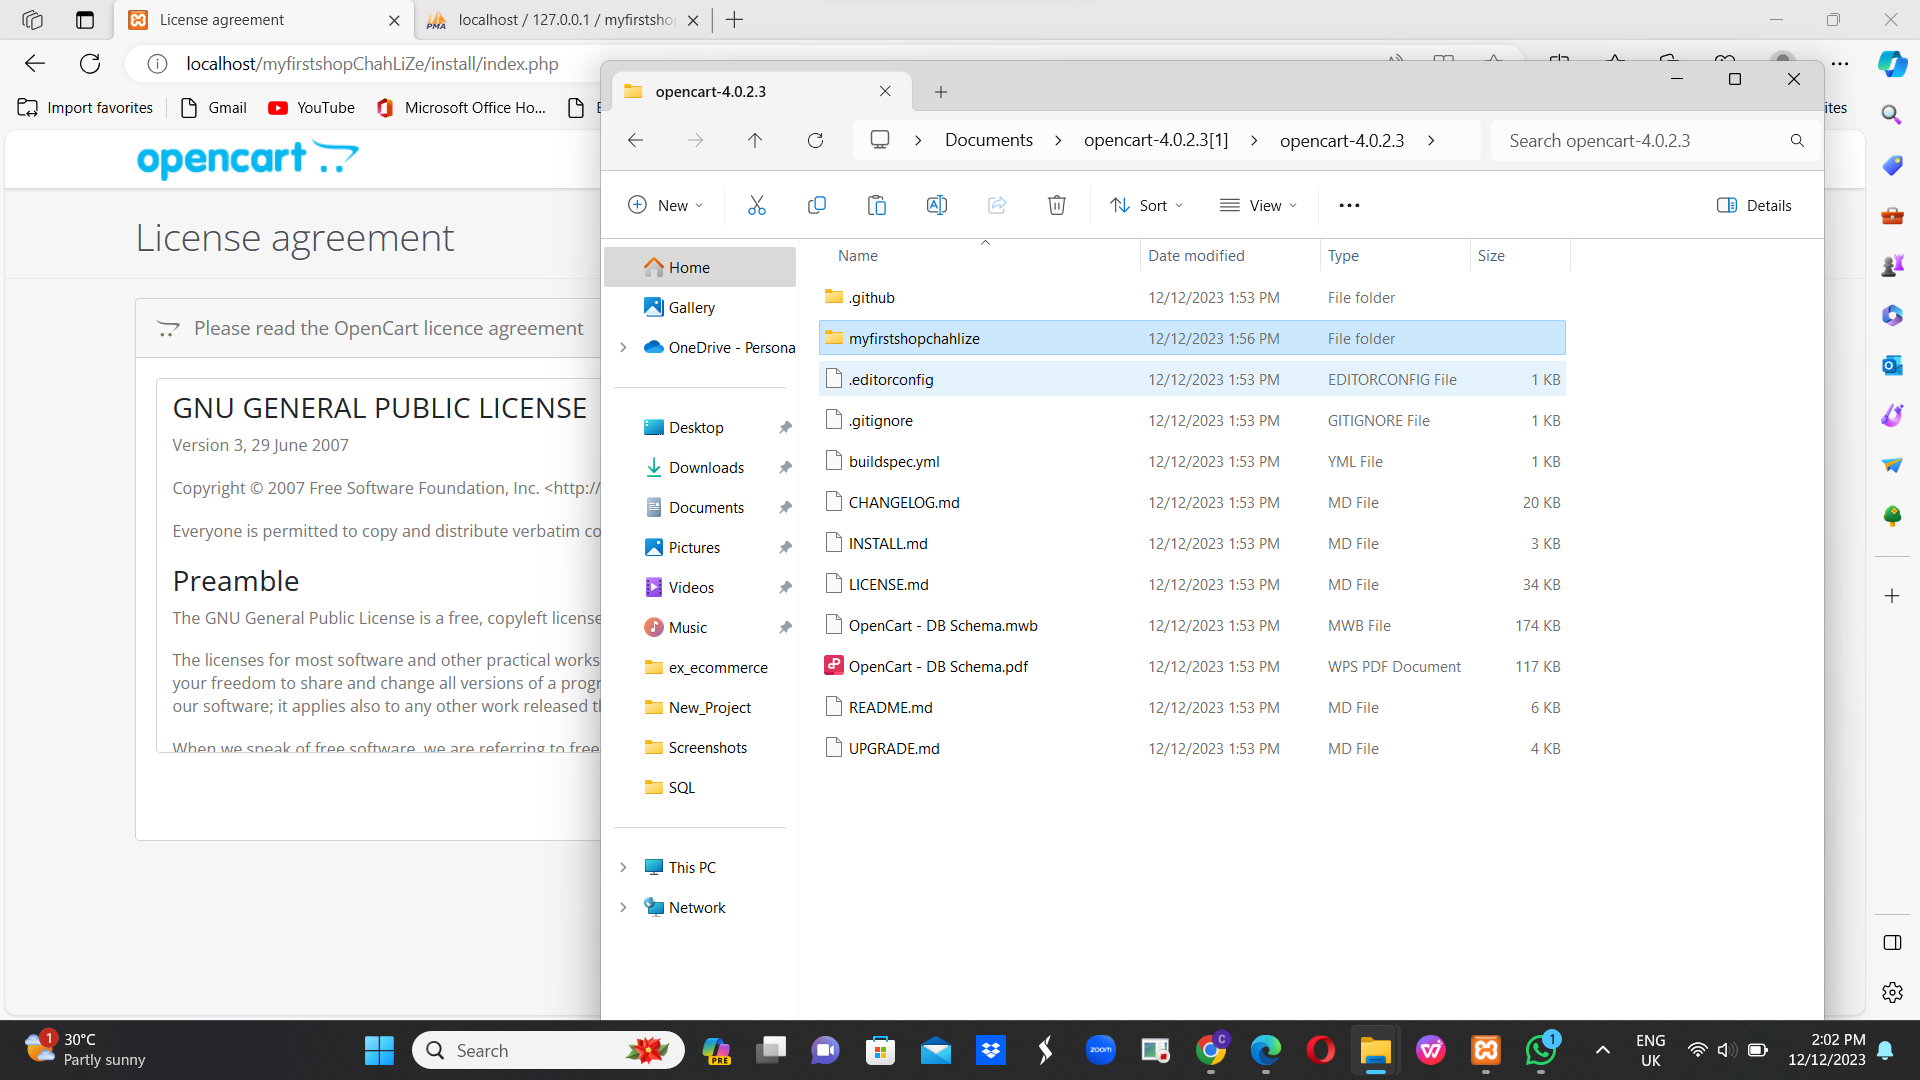 License agreement
localhost / 127.0.0.1 / myfirstsho
localhost/myfirstshopChahLiZe/install/index.php
Import favorites
Gmail
YouTube
Microsoft Office Ho...
opencart
License agreement
Please read the OpenCart licence agreement
GNU GENERAL PUBLIC LICENSE
Version 3, 29 June 2007
Copyright © 2007 Free Software Foundation, Inc. <http://
Everyone is permitted to copy and distribute verbatim co
Preamble
The GNU General Public License is a free, copyleft license
The licenses for most software and other practical works
your freedom to share and change all versions of a progr
our software; it applies also to any other work released t
When we speak of free software, we are referring to free
opencart-4.0.2.3
Documents > opencart-4.0.2.3[1] > opencart-4.0.2.3 >
Search opencart-4.0.2.3
New
Sort
View
Details
Home
Gallery
OneDrive - Persona
Desktop
Downloads
Documents
Pictures
Videos
Music
ex_ecommerce
New_Project
Screenshots
SQL
This PC
Network
Name Date modified Type Size
.github 12/12/2023 1:53 PM File folder
myfirstshopchahlize 12/12/2023 1:56 PM File folder
.editorconfig 12/12/2023 1:53 PM EDITORCONFIG File 1 KB
.gitignore 12/12/2023 1:53 PM GITIGNORE File 1 KB
buildspec.yml 12/12/2023 1:53 PM YML File 1 KB
CHANGELOG.md 12/12/2023 1:53 PM MD File 20 KB
INSTALL.md 12/12/2023 1:53 PM MD File 3 KB
LICENSE.md 12/12/2023 1:53 PM MD File 34 KB
OpenCart - DB Schema.mwb 12/12/2023 1:53 PM MWB File 174 KB
OpenCart - DB Schema.pdf 12/12/2023 1:53 PM WPS PDF Document 117 KB
README.md 12/12/2023 1:53 PM MD File 6 KB
UPGRADE.md 12/12/2023 1:53 PM MD File 4 KB
ites
1
30°C
Partly sunny
Search
PRE
zoom
C
1
ENG
UK
2:02 PM
12/12/2023